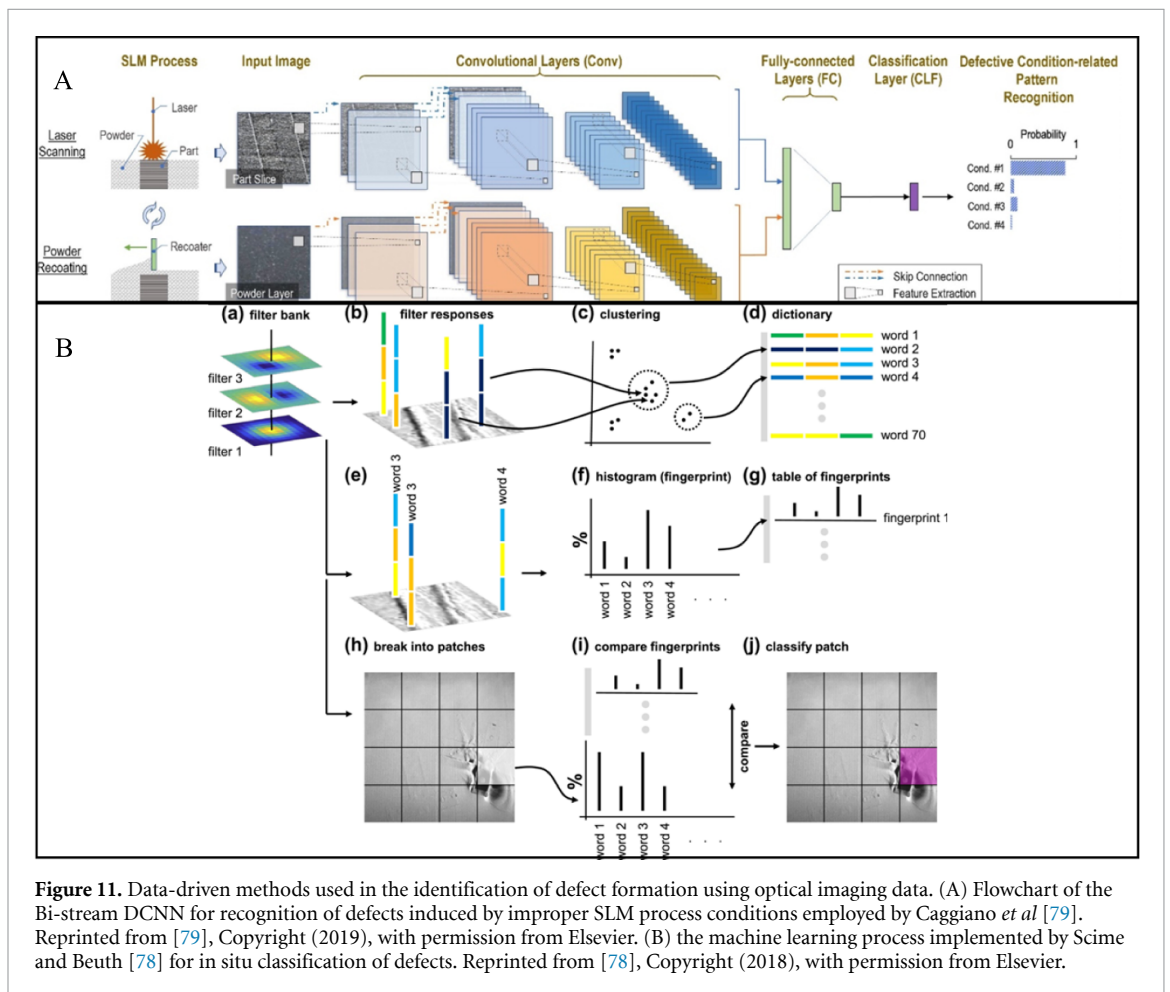 A
SLM Process
Input Image
Convolutional Layers (Conv)
Fully-connected
Layers (FC)
Classification
Layer (CLF)
Defective Condition-related
Pattern
Recognition
Laser
Scanning
Laser
Powder
Part
Part Slice
Probability
0 1
Cond. #1
Cond. #2
Cond. #3
Cond. #4
Powder
Recoating
Recoater
Powder Layer
Skip Connection
Feature Extraction
B
(a) filter bank
filter 3
filter 2
filter 1
(b) filter responses
(c) clustering
(d) dictionary
word 1
word 2
word 3
word 4
word 70
(e)
word 3
word 3
word 4
(f) histogram (fingerprint)
%
word 1
word 2
word 3
word 4
. . .
(g) table of fingerprints
fingerprint 1
(h) break into patches
(i) compare fingerprints
%
word 1
word 2
word 3
word 4
. . .
compare
(j) classify patch
Figure 11. Data-driven methods used in the identification of defect formation using optical imaging data. (A) Flowchart of the
Bi-stream DCNN for recognition of defects induced by improper SLM process conditions employed by Caggiano et al [79].
Reprinted from [79], Copyright (2019), with permission from Elsevier. (B) the machine learning process implemented by Scime
and Beuth [78] for in situ classification of defects. Reprinted from [78], Copyright (2018), with permission from Elsevier.